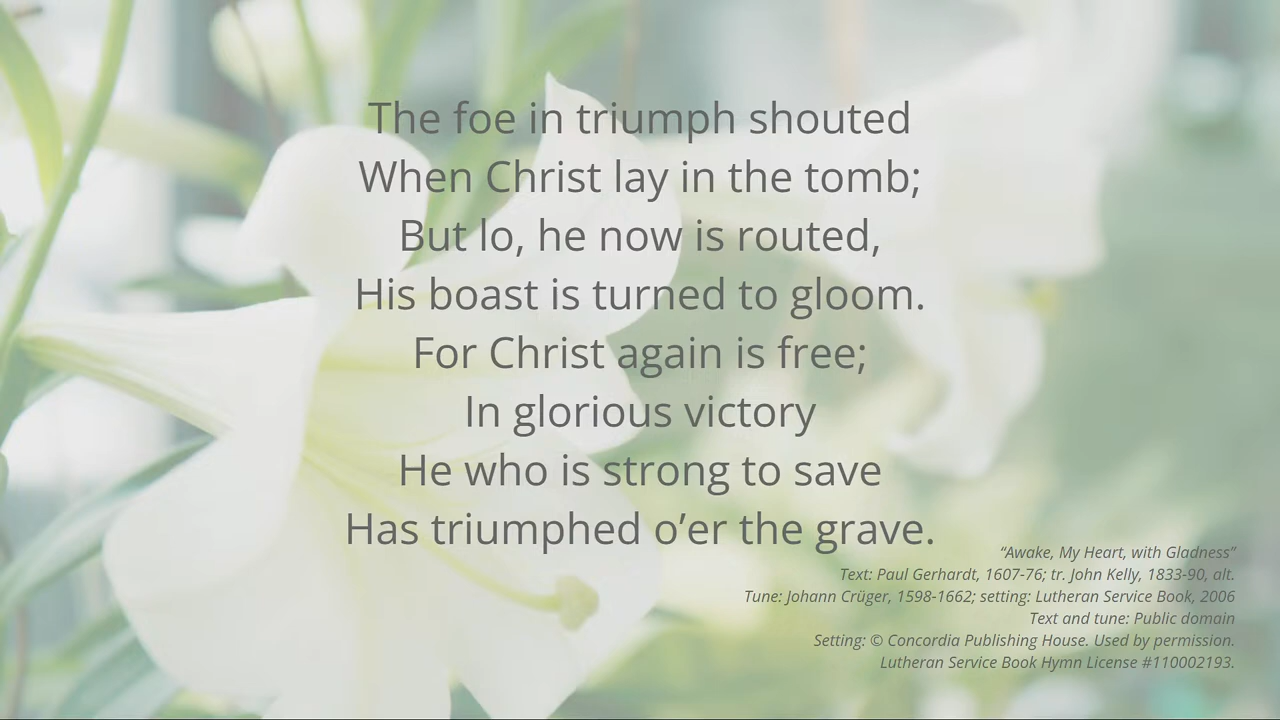 The foe in triumph shouted
When Christ lay in the tomb;
But lo, he now is routed,
His boast is turned to gloom.
For Christ again is free;
In glorious victory
He who is strong to save
Has triumphed o’er the grave.
“Awake, My Heart, with Gladness”
Text: Paul Gerhardt, 1607-76; tr. John Kelly, 1833-90, alt.
Tune: Johann Crüger, 1598-1662; setting: Lutheran Service Book, 2006
Text and tune: Public domain
Setting: © Concordia Publishing House. Used by permission.
Lutheran Service Book Hymn License #110002193.